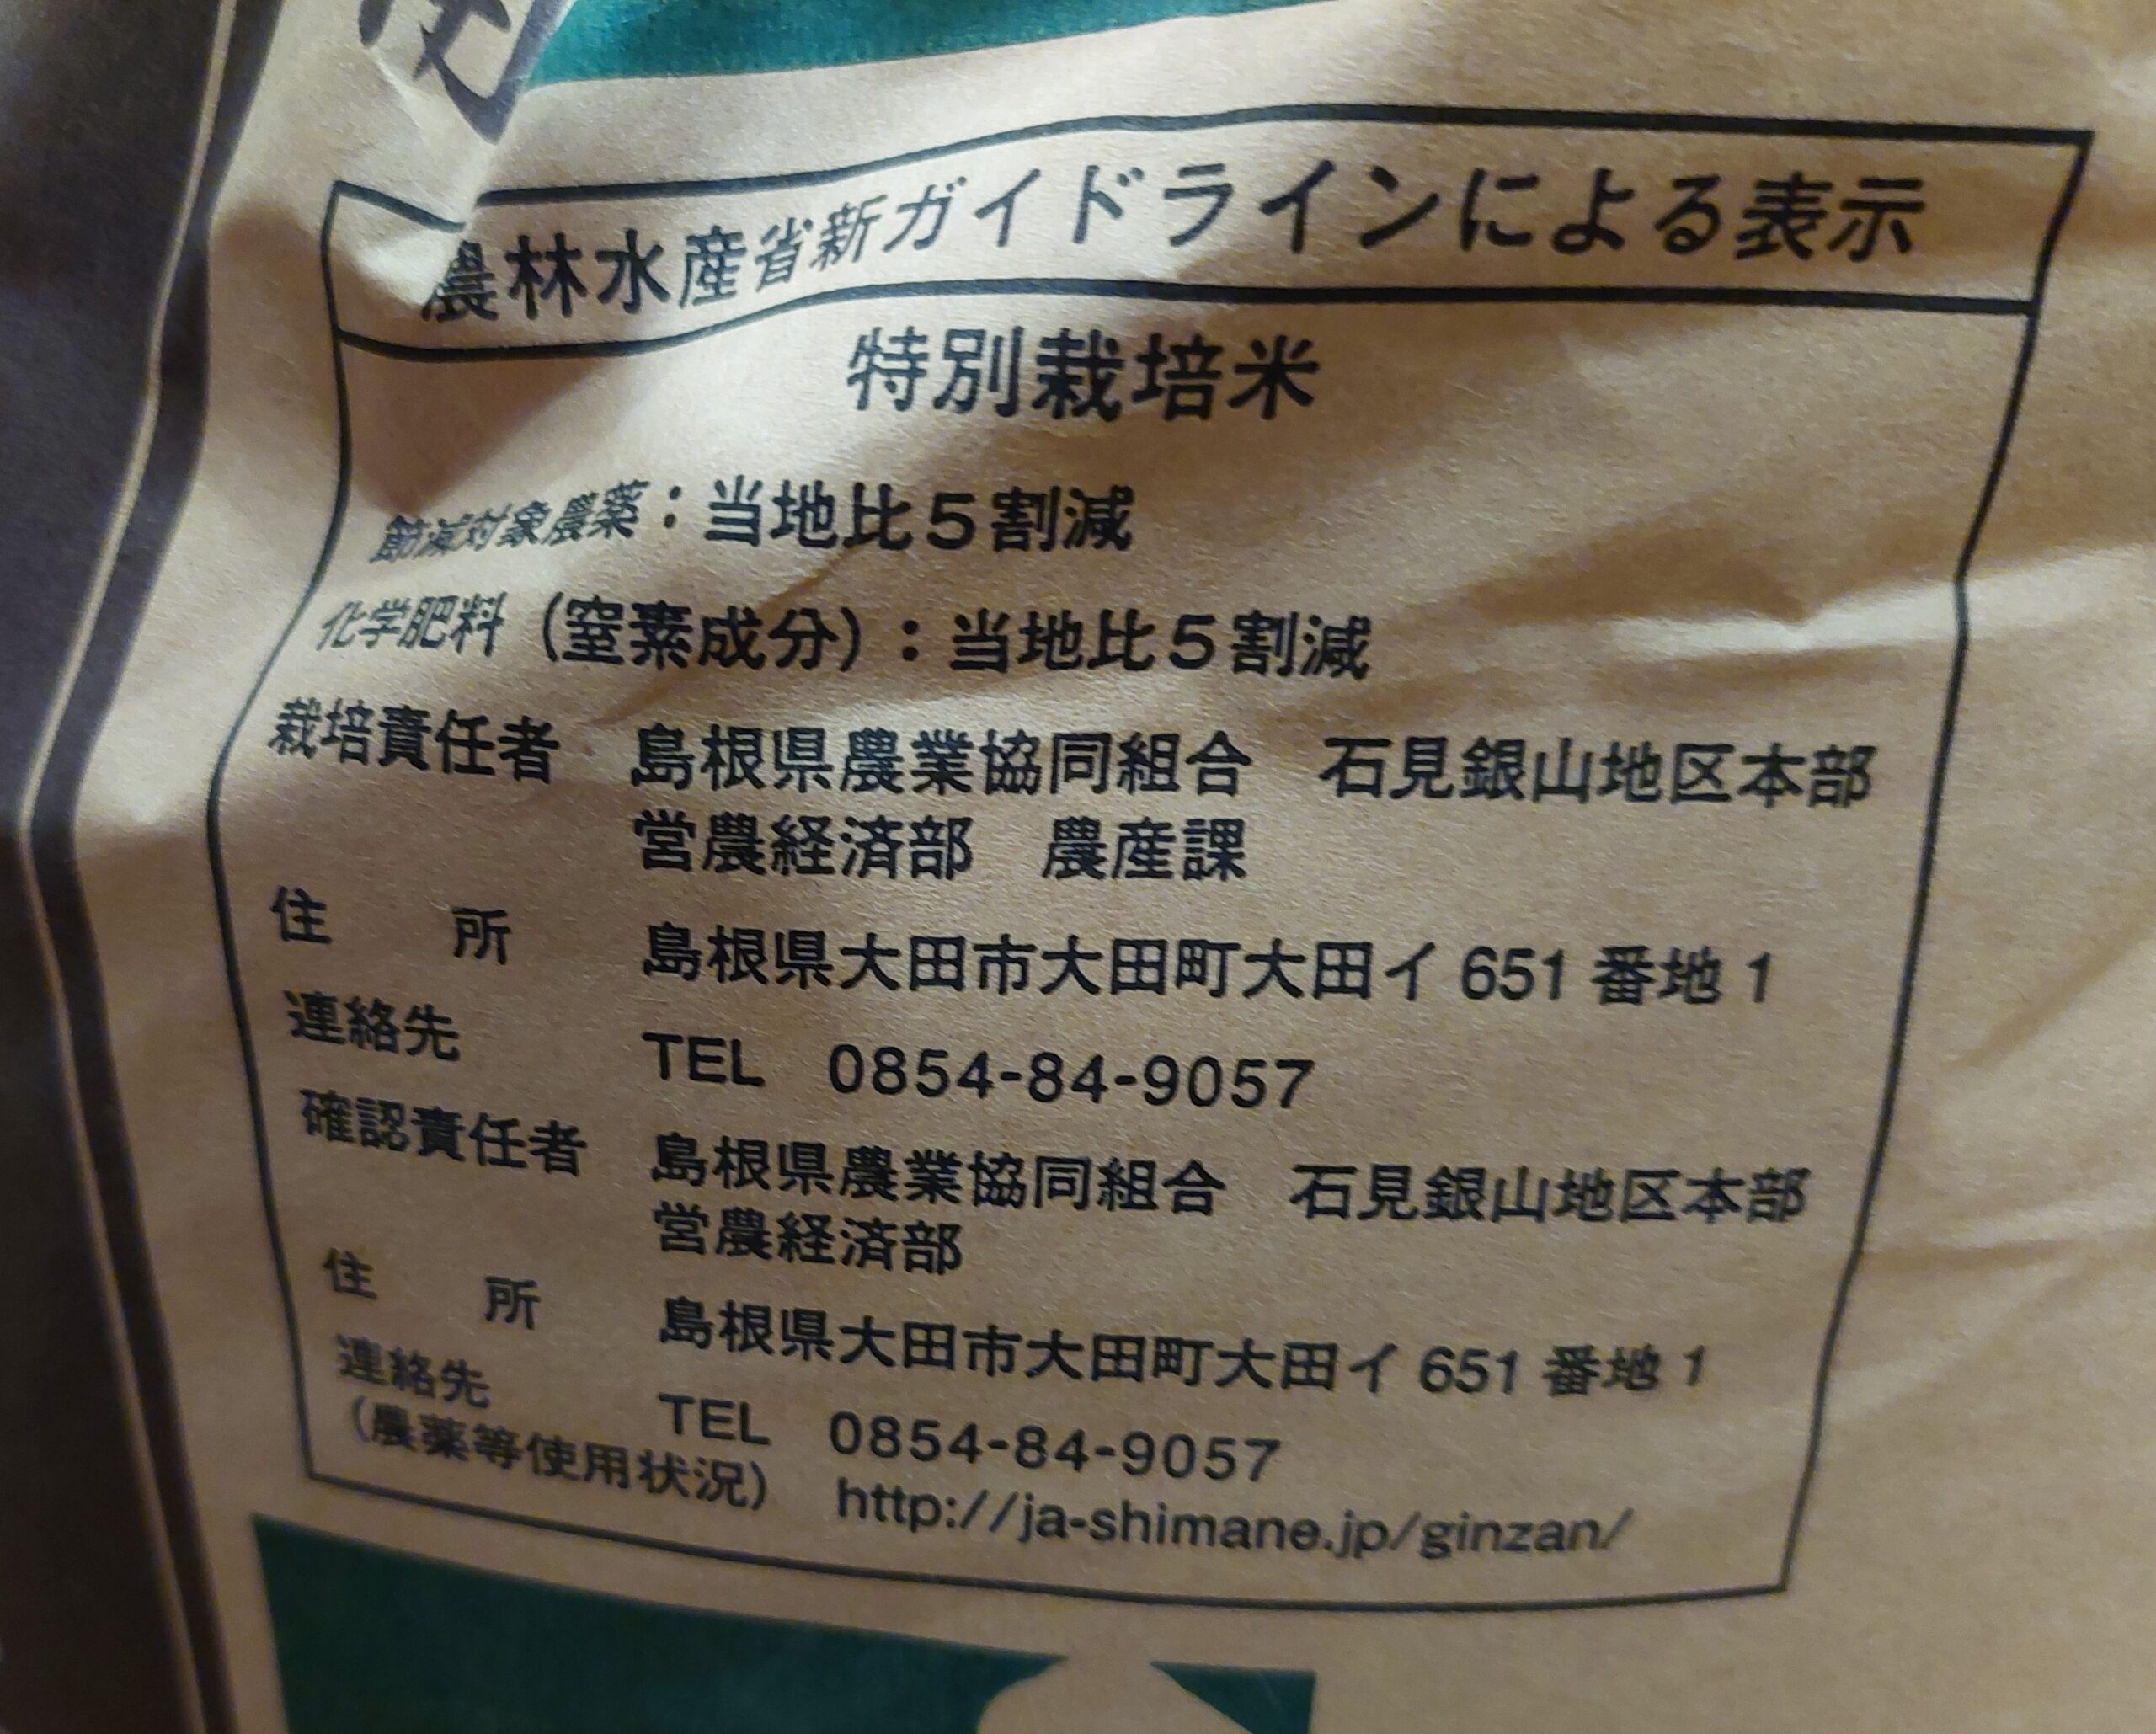 農林水産省新ガイドラインによる表示
特別栽培米
節減対象農薬：当地比５割減
化学肥料（窒素成分）：当地比５割減
栽培責任者　島根県農業協同組合　石見銀山地区本部
営農経済部　農産課
住　所　島根県大田市大田町大田イ 651 番地 1
連絡先　TEL　0854-84-9057
確認責任者　島根県農業協同組合　石見銀山地区本部
営農経済部
住　所　島根県大田市大田町大田イ 651 番地 1
連絡先　TEL　0854-84-9057
（農薬等使用状況）　http://ja-shimane.jp/ginzan/